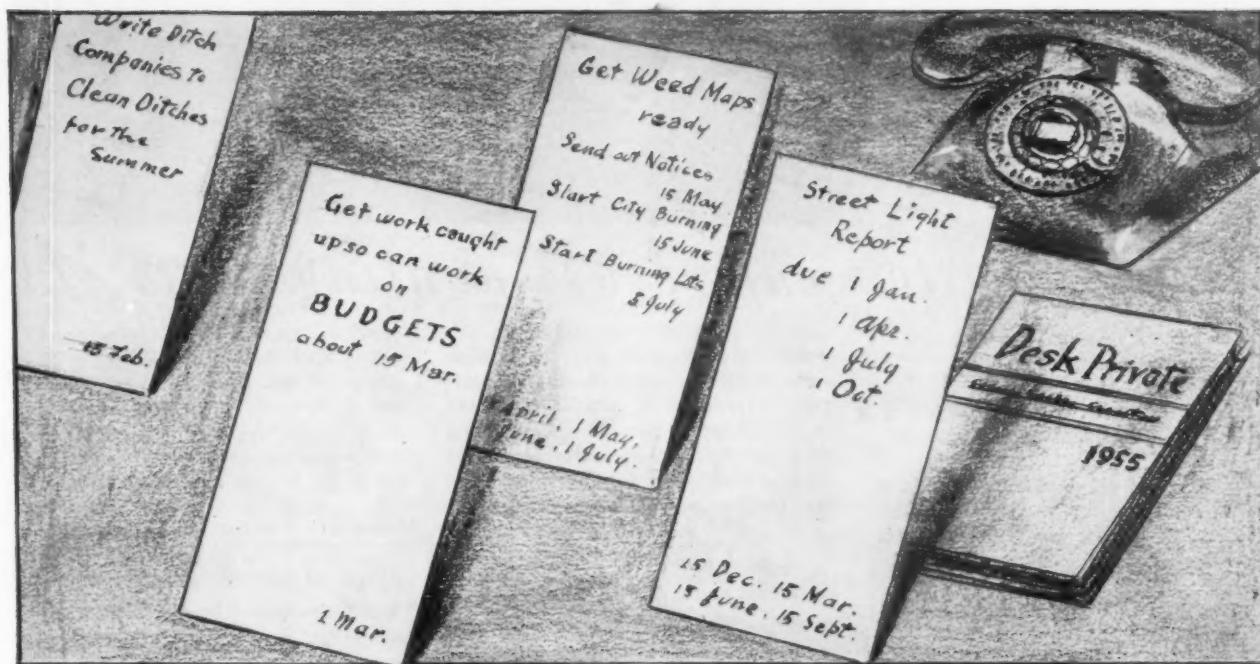 Write Ditch
Companies to
Clean Ditches
for the
Summer
15 Feb.
Get work caught
up so can work
on
BUDGETS
about 15 Mar.
1 Mar.
Get Weed Maps
ready
Send out Notices
15 May
Start City Burning
15 June
Start Burning Lots
5 July
April, 1 May,
June, 1 July.
Street Light
Report
due 1 Jan.
1 Apr.
1 July
1 Oct.
15 Dec. 15 Mar.
15 June, 15 Sept.
Desk Private
1955